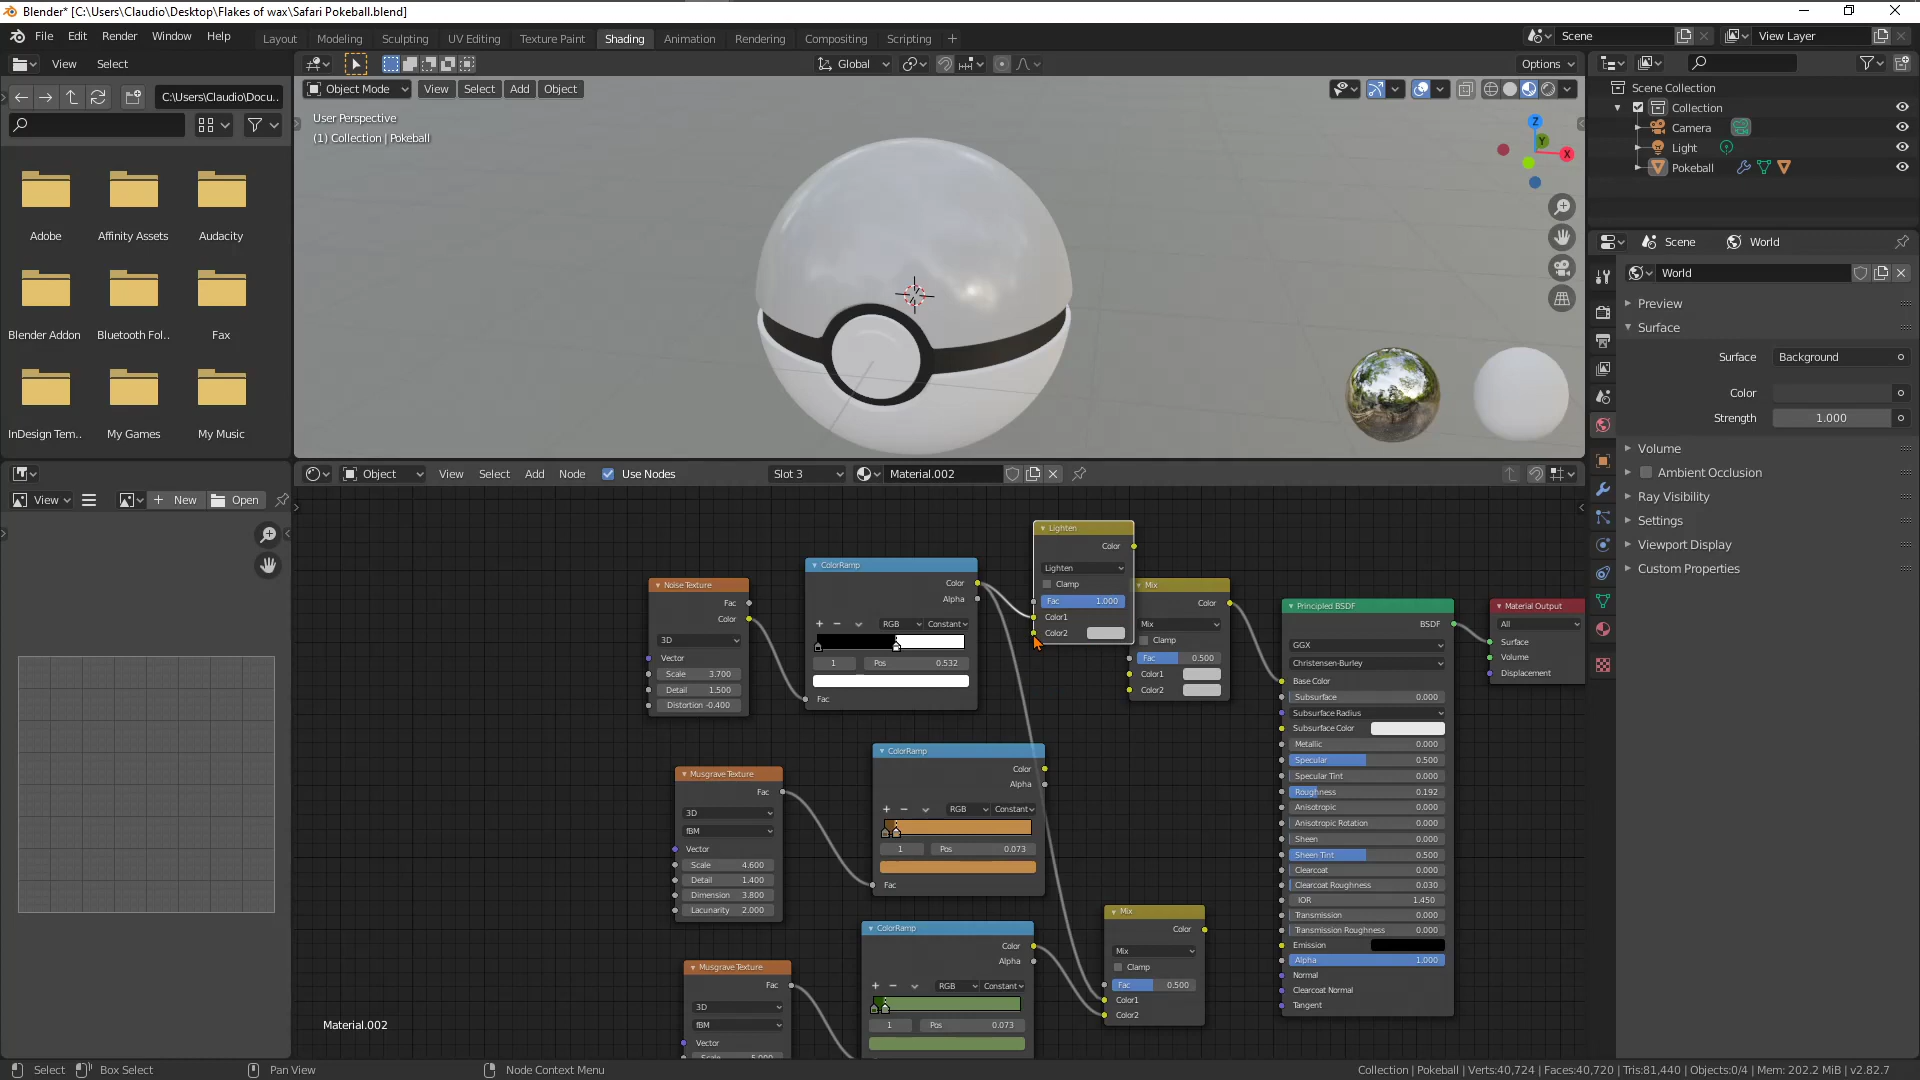 Blender* [C:\Users\Claudio\Desktop\Flakes of wax\Safari Pokeball.blend]
File Edit Render Window Help
Layout Modeling Sculpting UV Editing Texture Paint Shading Animation Rendering Compositing Scripting
Scene View Layer
View Select
Global Options
C:\Users\Claudio\Docu..
Object Mode View Select Add Object
User Perspective
(1) Collection | Pokeball
Z
Y
X
Adobe Affinity Assets Audacity
Blender Addon Bluetooth Fol.. Fax
InDesign Tem.. My Games My Music
Scene Collection
Collection
Camera
Light
Pokeball
Scene World
World
Preview
Surface
Surface Background
Color
Strength 1.000
Volume
Ambient Occlusion
Ray Visibility
Settings
Viewport Display
Custom Properties
View New Open
Object View Select Add Node Use Nodes Slot 3 Material.002
Noise Texture
Fac
Color
3D
Vector
Scale 3.700
Detail 1.500
Distortion -0.400
ColorRamp
Color
Alpha
RGB Constant
1 Pos 0.532
Fac
Lighten
Color
Lighten
Clamp
Fac 1.000
Color1
Color2
Mix
Color
Mix
Clamp
Fac 0.500
Color1
Color2
Principled BSDF
BSDF
GGX
Christensen-Burley
Base Color
Subsurface 0.000
Subsurface Radius
Subsurface Color
Metallic 0.000
Specular 0.500
Specular Tint 0.000
Roughness 0.192
Anisotropic 0.000
Anisotropic Rotation 0.000
Sheen 0.000
Sheen Tint 0.500
Clearcoat 0.000
Clearcoat Roughness 0.030
IOR 1.450
Transmission 0.000
Transmission Roughness 0.000
Emission
Alpha 1.000
Normal
Clearcoat Normal
Tangent
Material Output
All
Surface
Volume
Displacement
Musgrave Texture
Fac
3D
fBM
Vector
Scale 4.600
Detail 1.400
Dimension 3.800
Lacunarity 2.000
ColorRamp
Color
Alpha
RGB Constant
1 Pos 0.073
Fac
Musgrave Texture
Fac
3D
fBM
Vector
Scale 5.000
ColorRamp
Color
Alpha
RGB Constant
1 Pos 0.073
Mix
Color
Mix
Clamp
Fac 0.500
Color1
Color2
Material.002
Select Box Select Pan View Node Context Menu
Collection | Pokeball | Verts:40,724 | Faces:40,720 | Tris:81,440 | Objects:0/4 | Mem: 202.2 MiB | v2.82.7